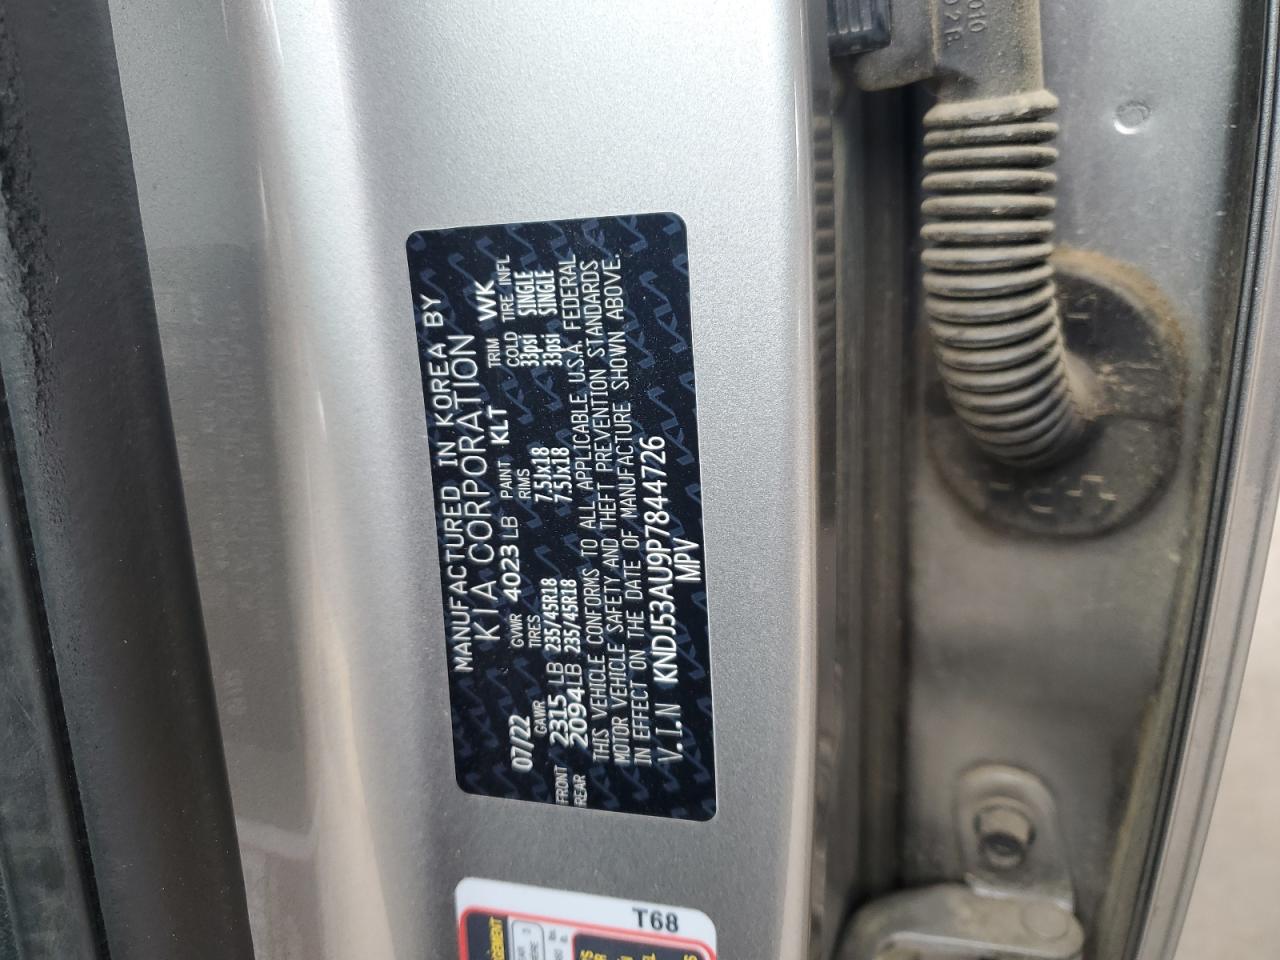 MANUFACTURED IN KOREA BY
KIA CORPORATION
07/22 GVWR 4023 LB PAINT KLT TRIM WK
GAWR TIRES RIMS COLD TIRE INFL
FRONT 2315 LB 235/45R18 7.5Jx18 33psi SINGLE
REAR 2094 LB 235/45R18 7.5Jx18 33psi SINGLE
THIS VEHICLE CONFORMS TO ALL APPLICABLE U.S.A. FEDERAL
MOTOR VEHICLE SAFETY AND THEFT PREVENTION STANDARDS
IN EFFECT ON THE DATE OF MANUFACTURE SHOWN ABOVE.
V.I.N KNDJ53AU9P7844726
MPV
T68